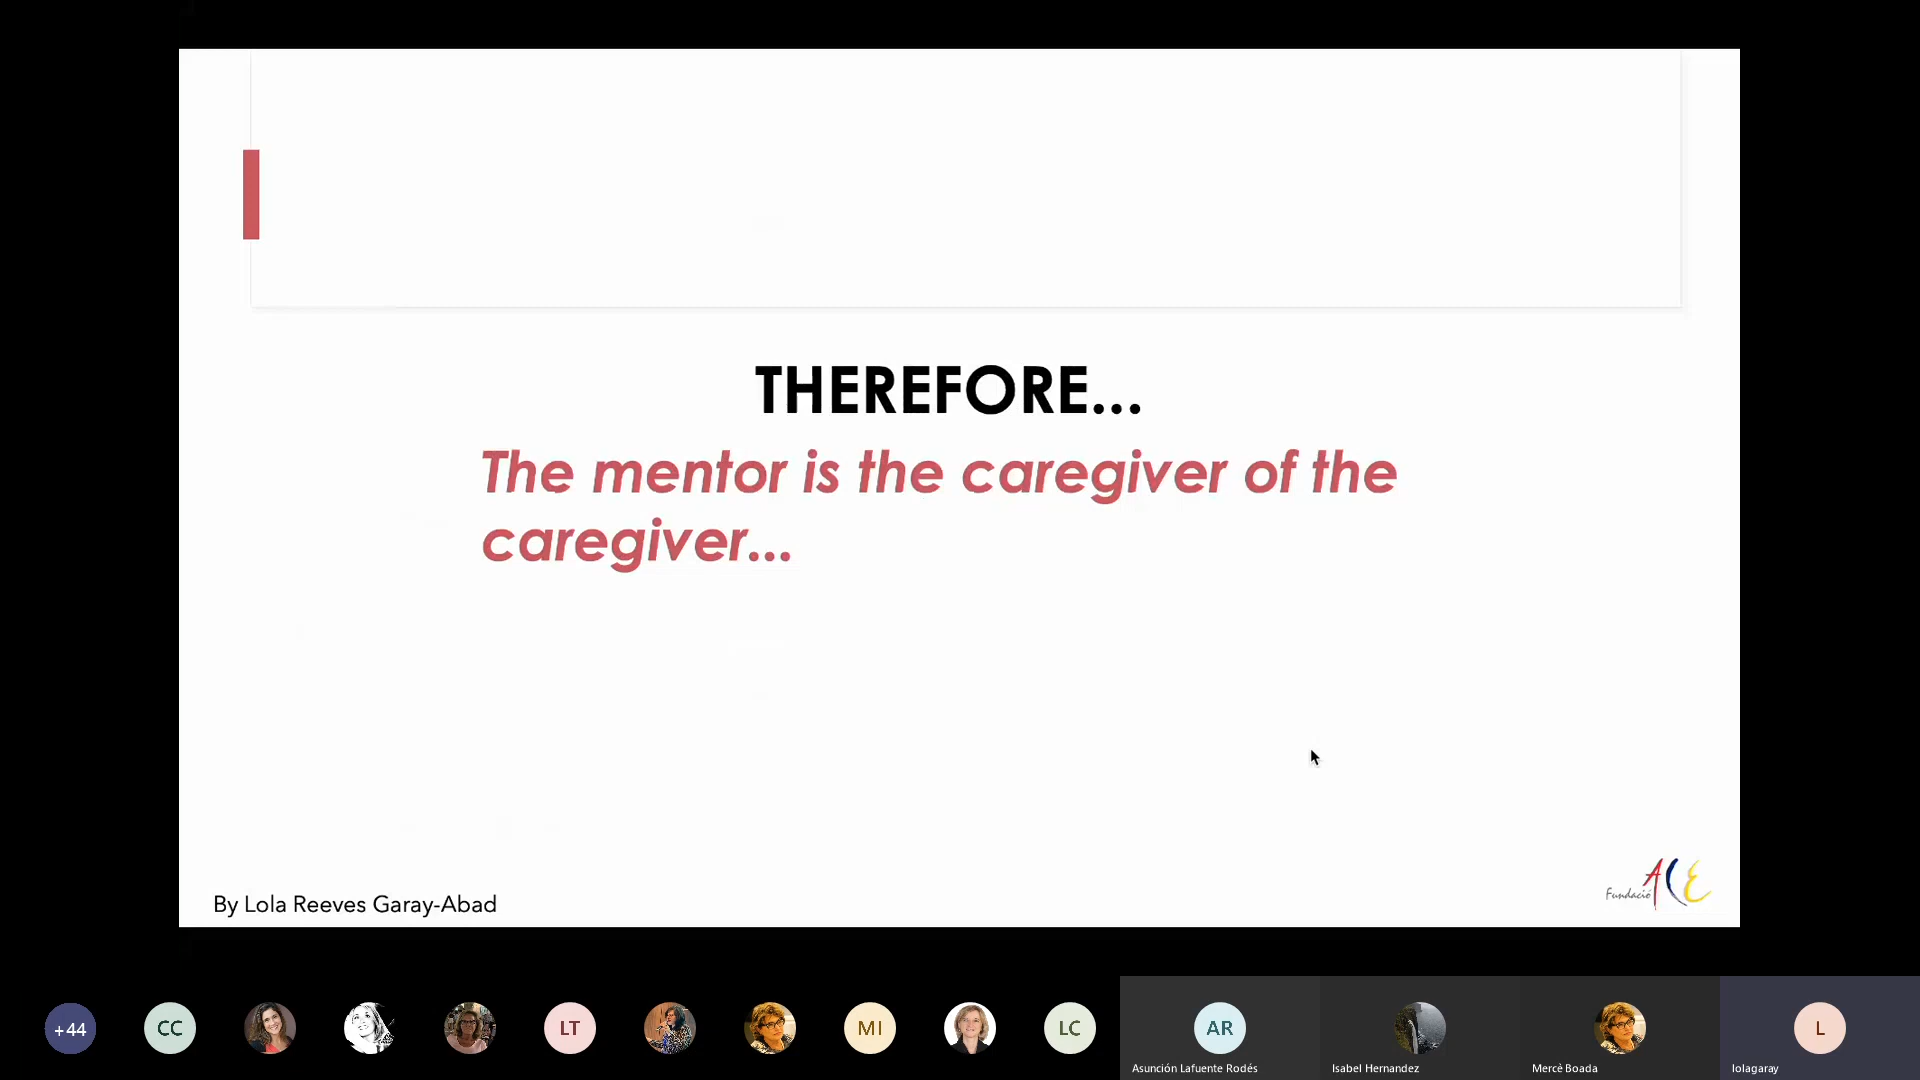 THEREFORE...
The mentor is the caregiver of the
caregiver...
By Lola Reeves Garay-Abad
Fundació ACE
+44
CC
LT
MI
LC
AR
L
Asunción Lafuente Rodés
Isabel Hernandez
Mercè Boada
lolagaray